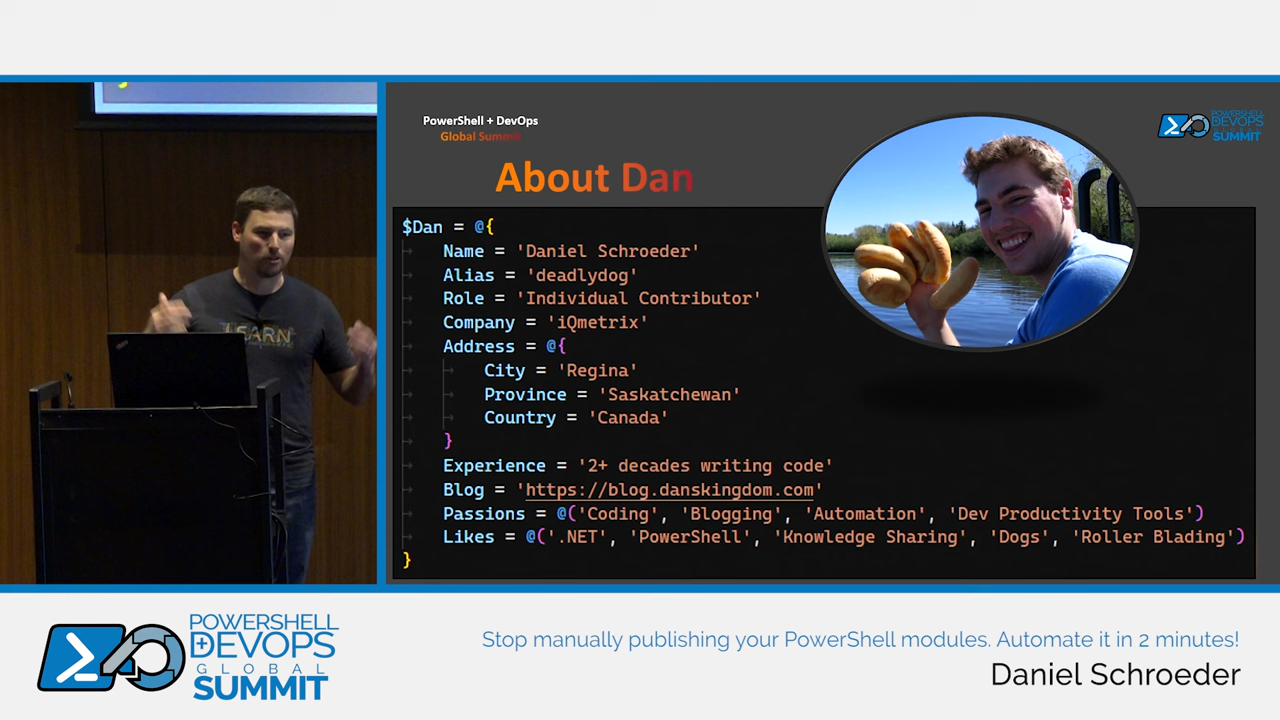 PowerShell + DevOps
Global Summit
About Dan
POWERSHELL
DEVOPS
SUMMIT
$Dan = @{
Name = 'Daniel Schroeder'
Alias = 'deadlydog'
Role = 'Individual Contributor'
Company = 'iQmetrix'
Address = @{
City = 'Regina'
Province = 'Saskatchewan'
Country = 'Canada'
}
Experience = '2+ decades writing code'
Blog = 'https://blog.danskingdom.com'
Passions = @('Coding', 'Blogging', 'Automation', 'Dev Productivity Tools')
Likes = @('.NET', 'PowerShell', 'Knowledge Sharing', 'Dogs', 'Roller Blading')
}
LEARN
POWERSHELL
+DEVOPS
GLOBAL
SUMMIT
Stop manually publishing your PowerShell modules. Automate it in 2 minutes!
Daniel Schroeder